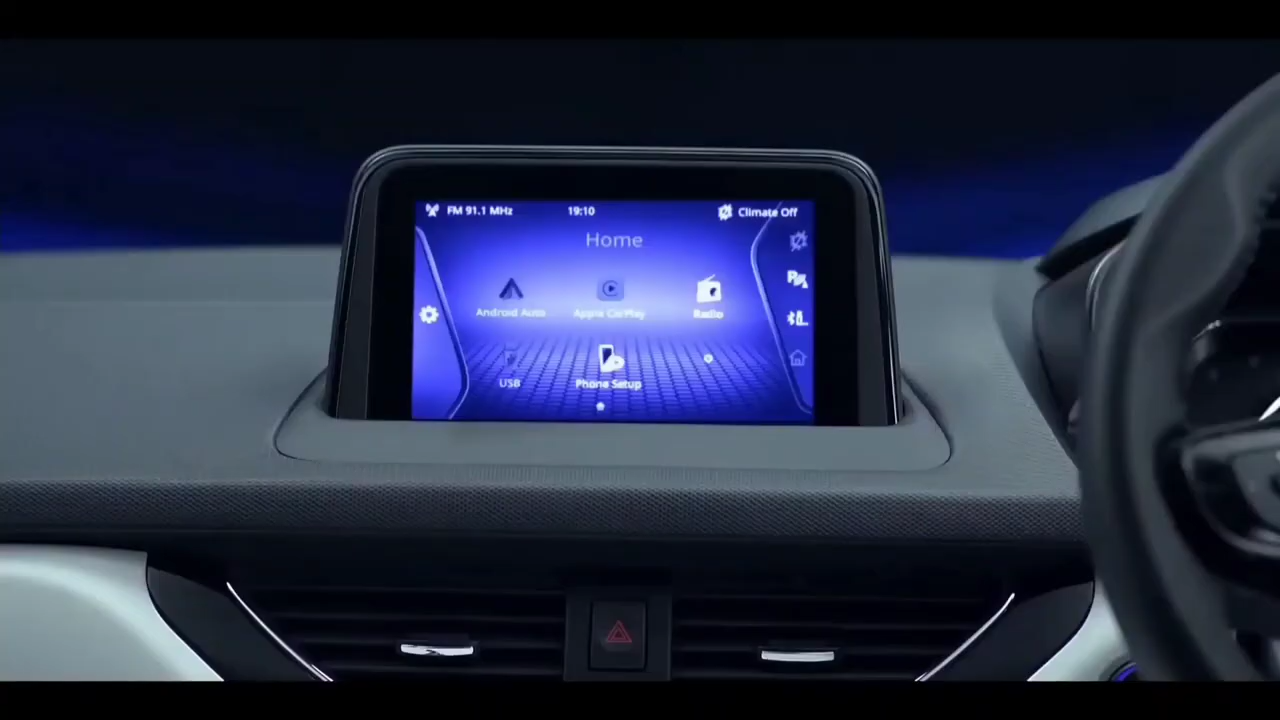 FM 91.1 MHz 19:10 Climate Off
Home
Android Auto Apple CarPlay Radio
USB Phone Setup